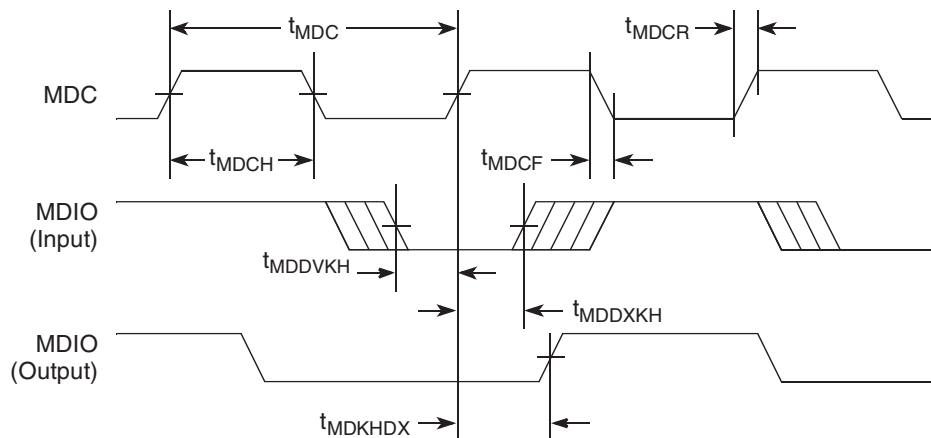 tMDC
tMDCR
MDC
tMDCH
tMDCF
MDIO
(Input)
tMDDVKH
tMDDXKH
MDIO
(Output)
tMDKHDX